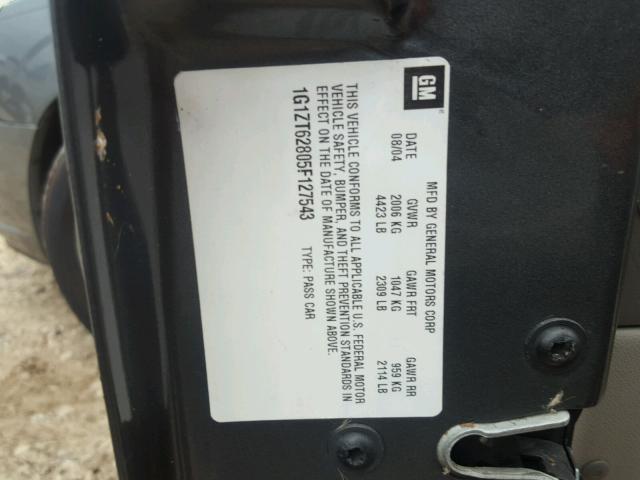 GM
MFD BY GENERAL MOTORS CORP
DATE GVWR GAWR FRT GAWR RR
08/04 2006 KG 1047 KG 959 KG
4423 LB 2309 LB 2114 LB
THIS VEHICLE CONFORMS TO ALL APPLICABLE U.S. FEDERAL MOTOR
VEHICLE SAFETY, BUMPER, AND THEFT PREVENTION STANDARDS IN
EFFECT ON THE DATE OF MANUFACTURE SHOWN ABOVE.
1G1ZT62805F127543 TYPE: PASS CAR